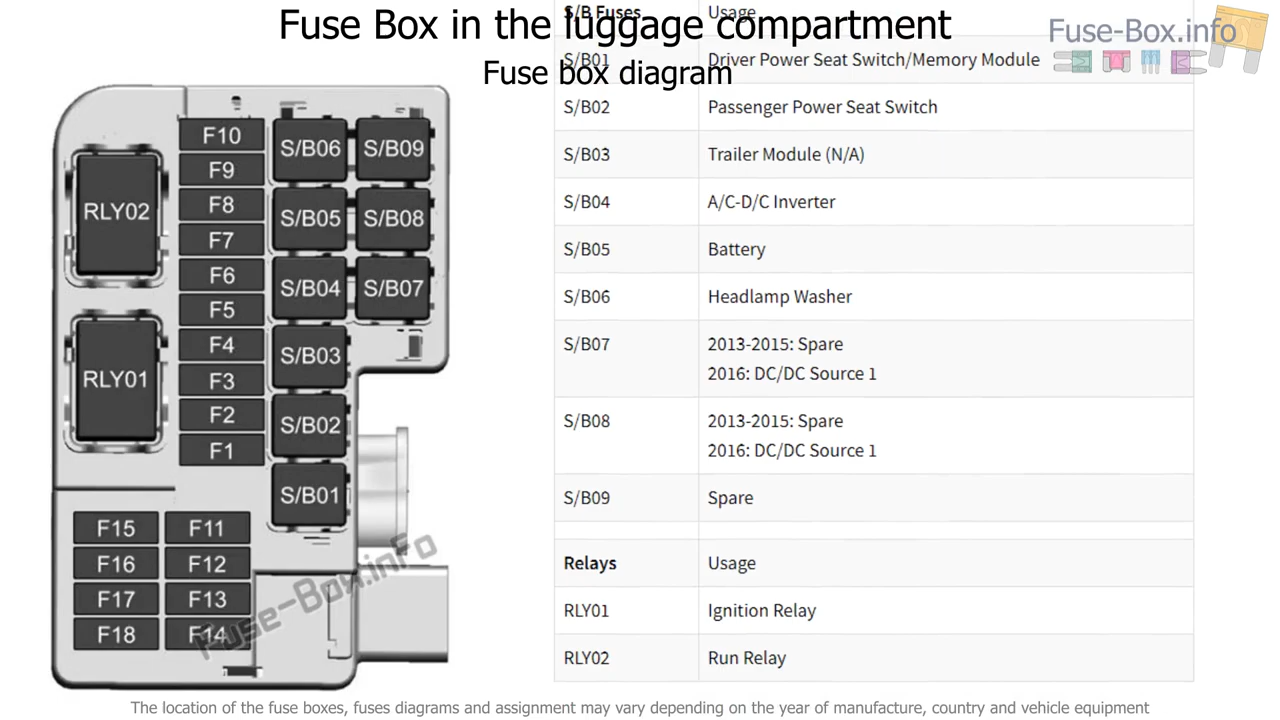 Fuse Box in the luggage compartment
Fuse box diagram
Fuse-Box.info
F10
F9
F8
F7
F6
F5
F4
F3
F2
F1
S/B06 S/B09
S/B05 S/B08
S/B04 S/B07
S/B03
S/B02
S/B01
RLY02
RLY01
F15 F11
F16 F12
F17 F13
F18 F14
Fuse-Box.inFo
S/B Fuses Usage
S/B01 Driver Power Seat Switch/Memory Module
S/B02 Passenger Power Seat Switch
S/B03 Trailer Module (N/A)
S/B04 A/C-D/C Inverter
S/B05 Battery
S/B06 Headlamp Washer
S/B07 2013-2015: Spare
2016: DC/DC Source 1
S/B08 2013-2015: Spare
2016: DC/DC Source 1
S/B09 Spare
Relays Usage
RLY01 Ignition Relay
RLY02 Run Relay
The location of the fuse boxes, fuses diagrams and assignment may vary depending on the year of manufacture, country and vehicle equipment